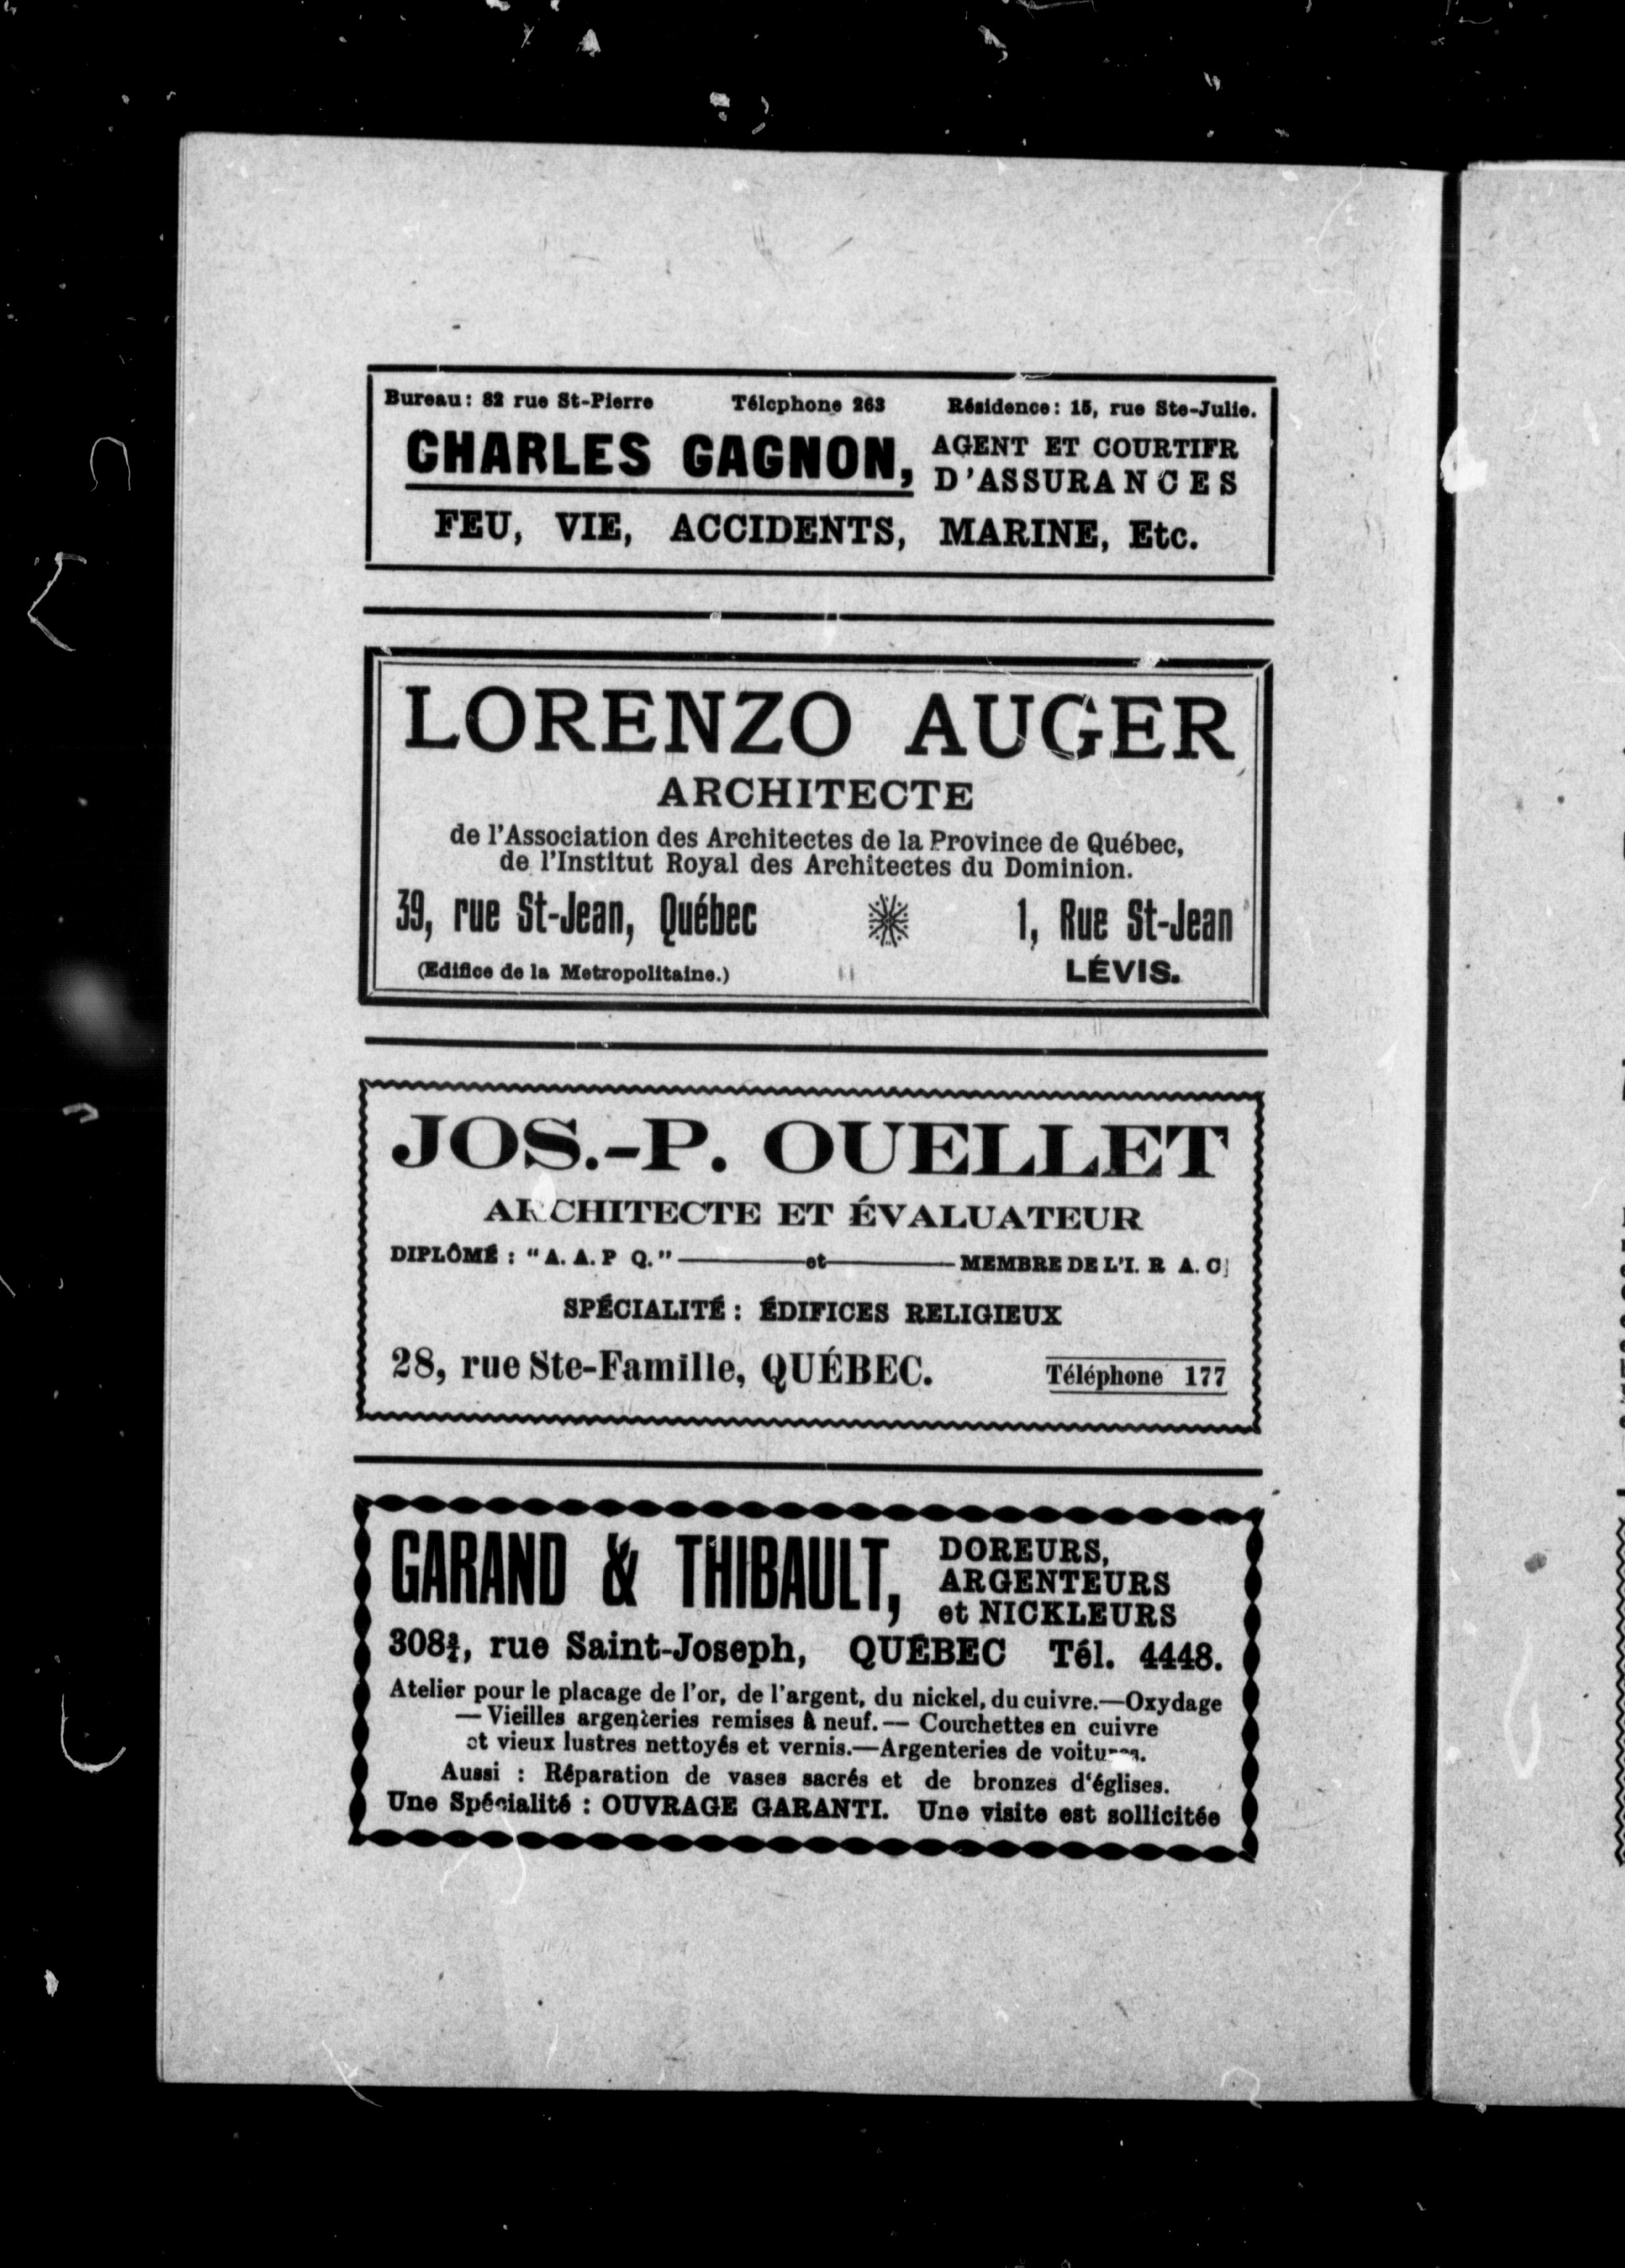 Bureau: 82 rue St-Pierre Télephone 263 Résidence: 15, rue Ste-Julie.
CHARLES GAGNON, AGENT ET COURTIER
D'ASSURANCES
FEU, VIE, ACCIDENTS, MARINE, Etc.
LORENZO AUGER
ARCHITECTE
de l'Association des Architectes de la Province de Québec,
de l'Institut Royal des Architectes du Dominion.
39, rue St-Jean, Québec 1, Rue St-Jean
(Edifice de la Metropolitaine.) LÉVIS.
JOS.-P. OUELLET
ARCHITECTE ET ÉVALUATEUR
DIPLÔMÉ : "A. A. P Q." et MEMBRE DE L'I. R A. C
SPÉCIALITÉ : ÉDIFICES RELIGIEUX
28, rue Ste-Famille, QUÉBEC. Téléphone 177
GARAND & THIBAULT, DOREURS,
ARGENTEURS
et NICKLEURS
308¾, rue Saint-Joseph, QUÉBEC Tél. 4448.
Atelier pour le placage de l'or, de l'argent, du nickel, du cuivre.—Oxydage
— Vieilles argenteries remises à neuf. — Couchettes en cuivre
et vieux lustres nettoyés et vernis.—Argenteries de voitures.
Aussi : Réparation de vases sacrés et de bronzes d'églises.
Une Spécialité : OUVRAGE GARANTI. Une visite est sollicitée